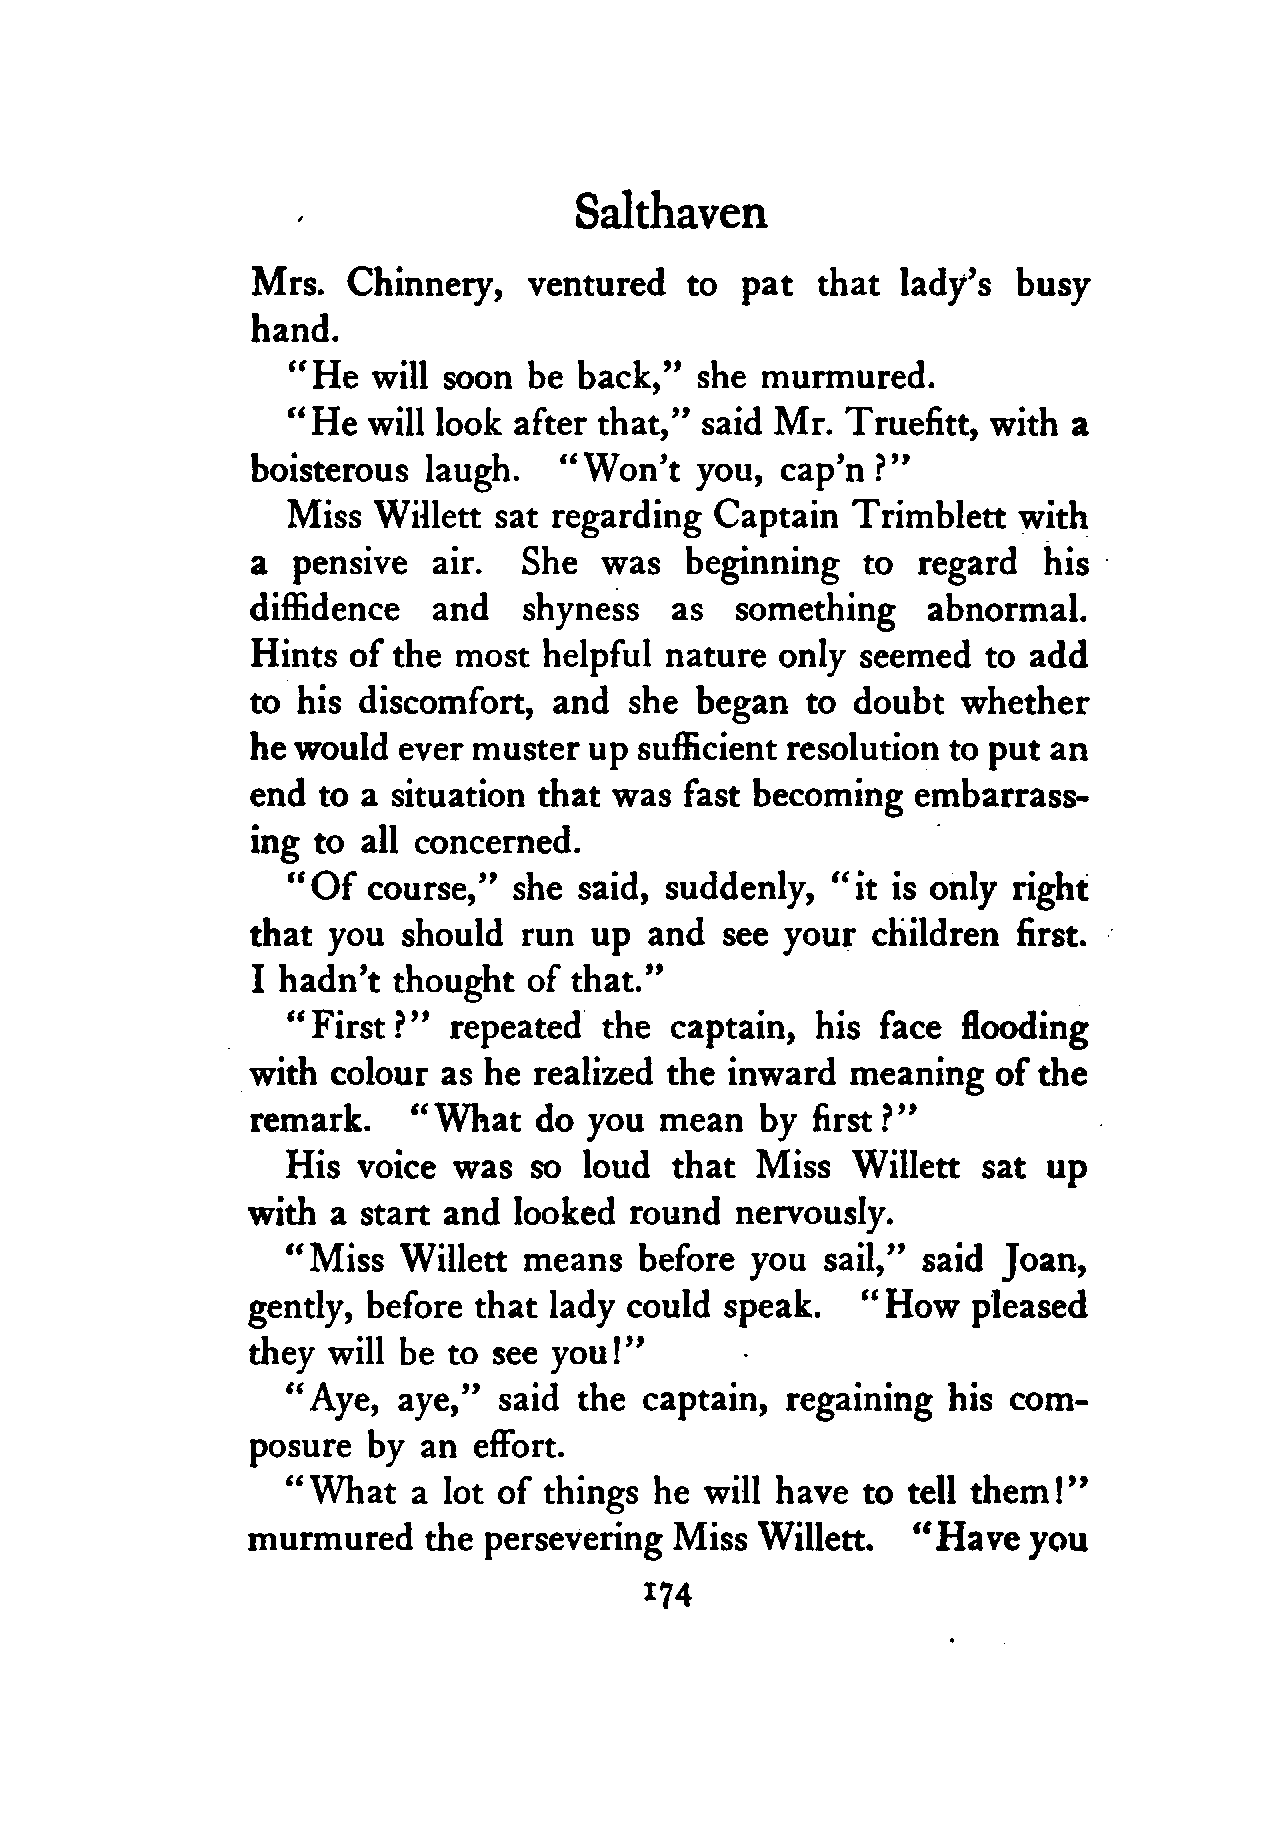 Salthaven
Mrs. Chinnery, ventured to pat that lady's busy
hand.
"He will soon be back," she murmured.
"He will look after that," said Mr. Truefitt, with a
boisterous laugh. "Won't you, cap'n?"
Miss Willett sat regarding Captain Trimblett with
a pensive air. She was beginning to regard his
diffidence and shyness as something abnormal.
Hints of the most helpful nature only seemed to add
to his discomfort, and she began to doubt whether
he would ever muster up sufficient resolution to put an
end to a situation that was fast becoming embarrass-
ing to all concerned.
"Of course," she said, suddenly, "it is only right
that you should run up and see your children first.
I hadn't thought of that."
"First?" repeated the captain, his face flooding
with colour as he realized the inward meaning of the
remark. "What do you mean by first?"
His voice was so loud that Miss Willett sat up
with a start and looked round nervously.
"Miss Willett means before you sail," said Joan,
gently, before that lady could speak. "How pleased
they will be to see you!"
"Aye, aye," said the captain, regaining his com-
posure by an effort.
"What a lot of things he will have to tell them!"
murmured the persevering Miss Willett. "Have you
174